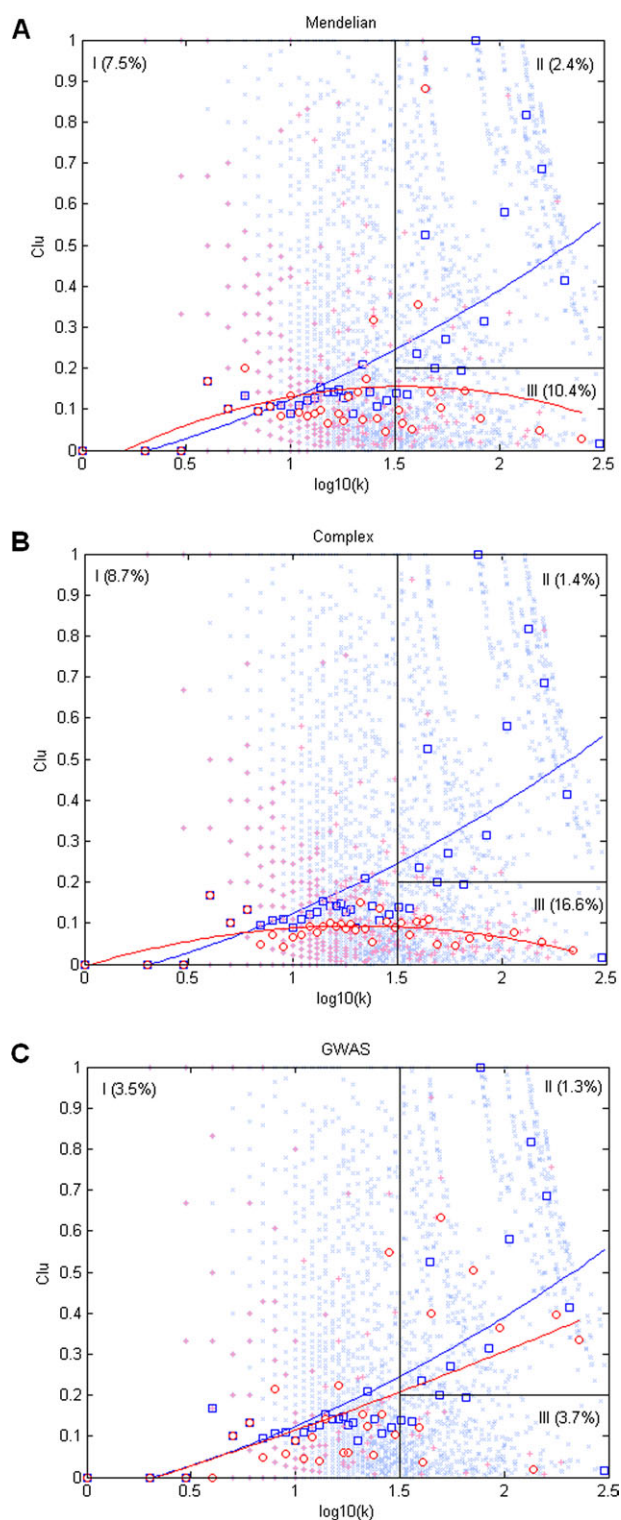 A
Mendelian
I (7.5%)
II (2.4%)
III (10.4%)
1
0.9
0.8
0.7
0.6
0.5
0.4
0.3
0.2
0.1
0
Clu
0 0.5 1 1.5 2 2.5
log10(k)
B
Complex
I (8.7%)
II (1.4%)
III (16.6%)
1
0.9
0.8
0.7
0.6
0.5
0.4
0.3
0.2
0.1
0
Clu
0.0 0.5 1.0 1.5 2.0 2.5
log10(k)
C
GWAS
I (3.5%)
II (1.3%)
III (3.7%)
1
0.9
0.8
0.7
0.6
0.5
0.4
0.3
0.2
0.1
0
Clu
0.0 0.5 1.0 1.5 2.0 2.5
log10(k)